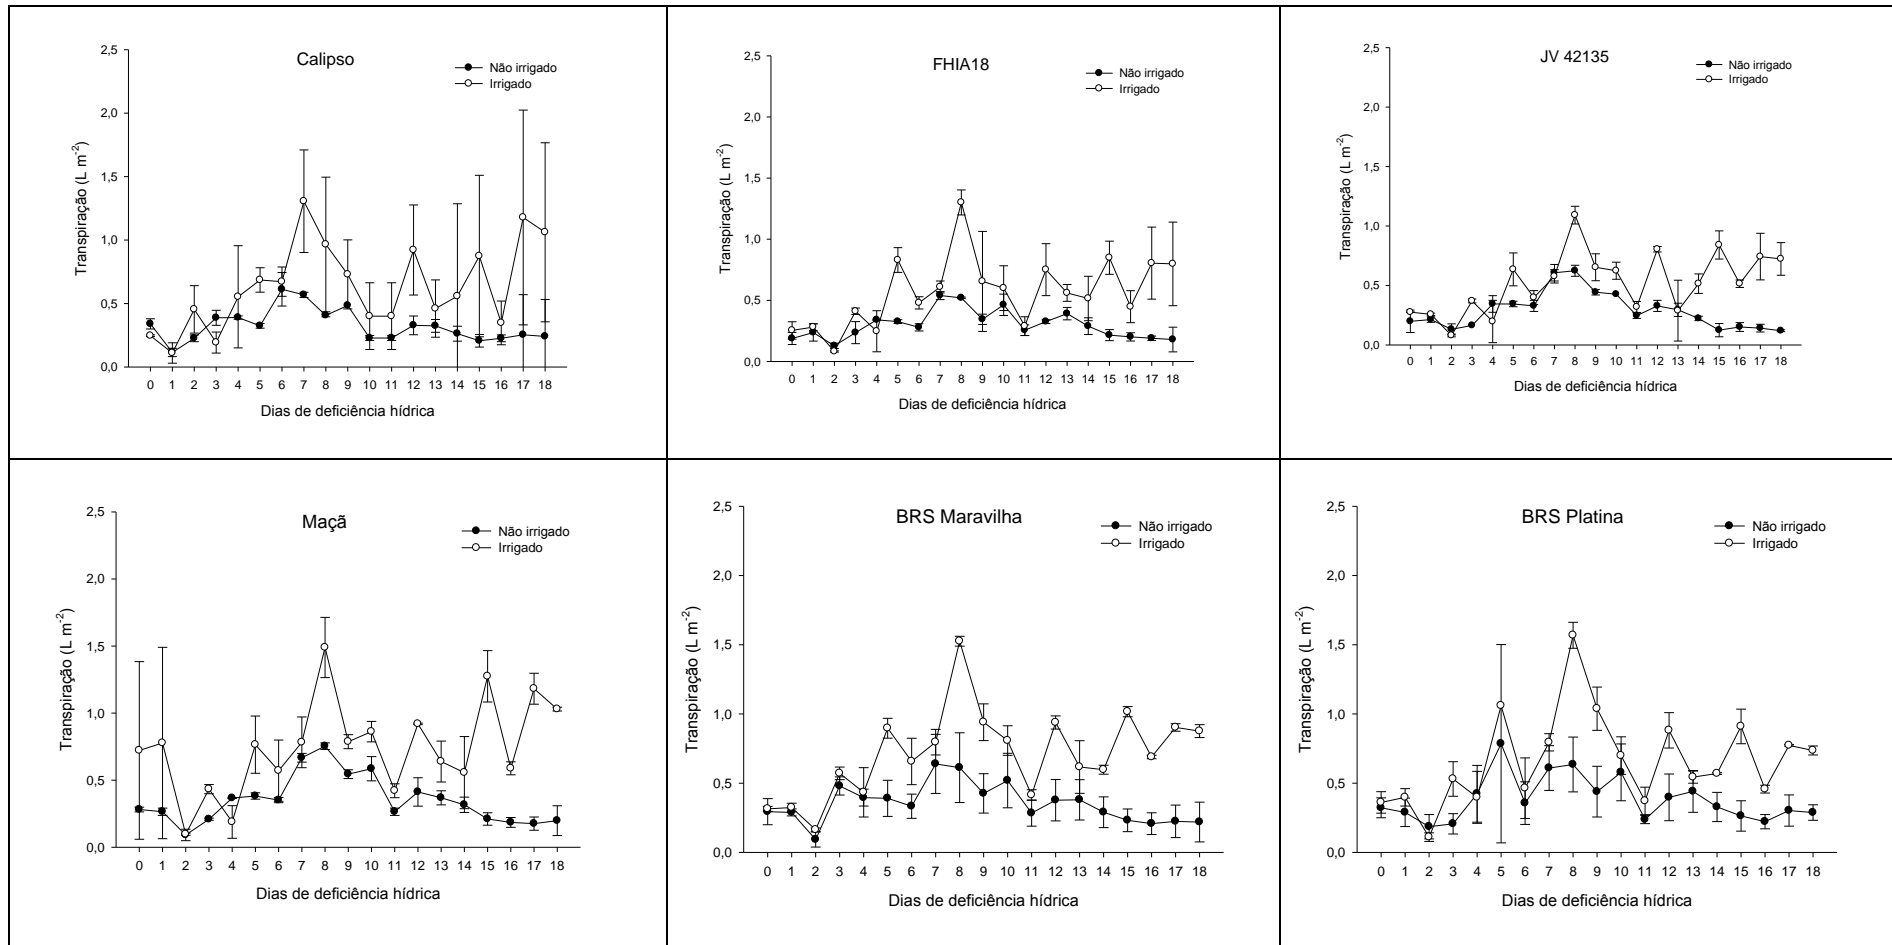 Calipso
Não irrigado
Irrigado
Transpiração (L m-2)
2,5
2,0
1,5
1,0
0,5
0,0
0 1 2 3 4 5 6 7 8 9 10 11 12 13 14 15 16 17 18
Dias de deficiência hídrica
FHIA18
Não irrigado
Irrigado
Transpiração (L m-2)
2,5
2,0
1,5
1,0
0,5
0,0
0 1 2 3 4 5 6 7 8 9 10 11 12 13 14 15 16 17 18
Dias de deficiência hídrica
JV 42135
Não irrigado
Irrigado
Transpiração (L m-2)
2,5
2,0
1,5
1,0
0,5
0,0
0 1 2 3 4 5 6 7 8 9 10 11 12 13 14 15 16 17 18
Dias de deficiência hídrica
Maçã
Não irrigado
Irrigado
Transpiração (L m-2)
2,5
2,0
1,5
1,0
0,5
0,0
0 1 2 3 4 5 6 7 8 9 10 11 12 13 14 15 16 17 18
Dias de deficiência hídrica
BRS Maravilha
Não irrigado
Irrigado
Transpiração (L m-2)
2,5
2,0
1,5
1,0
0,5
0,0
0 1 2 3 4 5 6 7 8 9 10 11 12 13 14 15 16 17 18
Dias de deficiência hídrica
BRS Platina
Não irrigado
Irrigado
Transpiração (L m-2)
2,5
2,0
1,5
1,0
0,5
0,0
0 1 2 3 4 5 6 7 8 9 10 11 12 13 14 15 16 17 18
Dias de deficiência hídrica